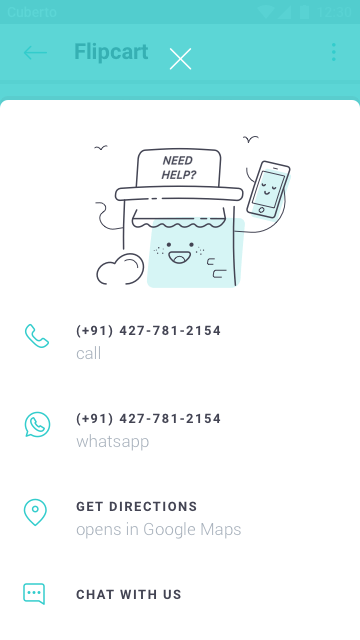 Cuberto 12:30
Flipcart
NEED
HELP?
(+91) 427-781-2154
call
(+91) 427-781-2154
whatsapp
GET DIRECTIONS
opens in Google Maps
CHAT WITH US